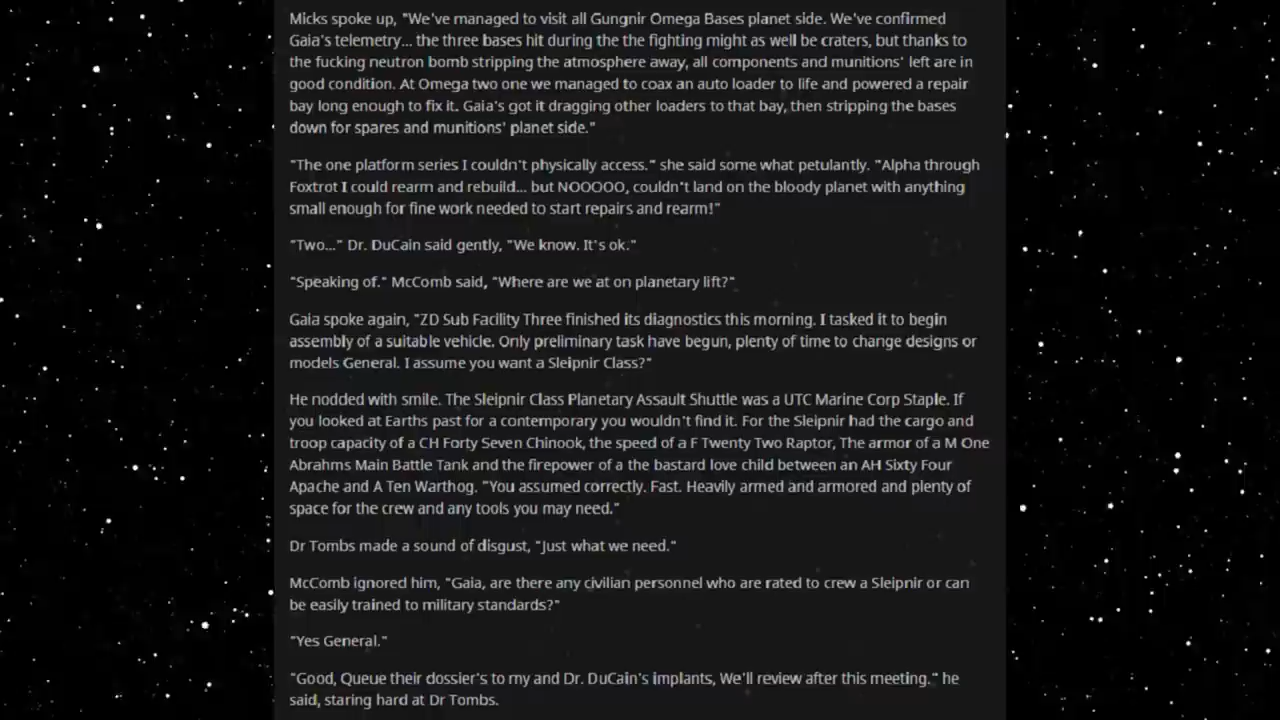 Micks spoke up, "We've managed to visit all Gungnir Omega Bases planet side. We've confirmed
Gaia's telemetry... the three bases hit during the the fighting might as well be craters, but thanks to
the fucking neutron bomb stripping the atmosphere away, all components and munitions' left are in
good condition. At Omega two one we managed to coax an auto loader to life and powered a repair
bay long enough to fix it. Gaia's got it dragging other loaders to that bay, then stripping the bases
down for spares and munitions' planet side."
"The one platform series I couldn't physically access." she said some what petulantly. "Alpha through
Foxtrot I could rearm and rebuild... but NOOOOO, couldn't land on the bloody planet with anything
small enough for fine work needed to start repairs and rearm!"
"Two..." Dr. DuCain said gently, "We know. It's ok."
"Speaking of." McComb said, "Where are we at on planetary lift?"
Gaia spoke again, "ZD Sub Facility Three finished its diagnostics this morning. I tasked it to begin
assembly of a suitable vehicle. Only preliminary task have begun, plenty of time to change designs or
models General. I assume you want a Sleipnir Class?"
He nodded with smile. The Sleipnir Class Planetary Assault Shuttle was a UTC Marine Corp Staple. If
you looked at Earths past for a contemporary you wouldn't find it. For the Sleipnir had the cargo and
troop capacity of a CH Forty Seven Chinook, the speed of a F Twenty Two Raptor, The armor of a M One
Abrahms Main Battle Tank and the firepower of a the bastard love child between an AH Sixty Four
Apache and A Ten Warthog. "You assumed correctly. Fast. Heavily armed and armored and plenty of
space for the crew and any tools you may need."
Dr Tombs made a sound of disgust, "Just what we need."
McComb ignored him, "Gaia, are there any civilian personnel who are rated to crew a Sleipnir or can
be easily trained to military standards?"
"Yes General."
"Good, Queue their dossier's to my and Dr. DuCain's implants, We'll review after this meeting." he
said, staring hard at Dr Tombs.